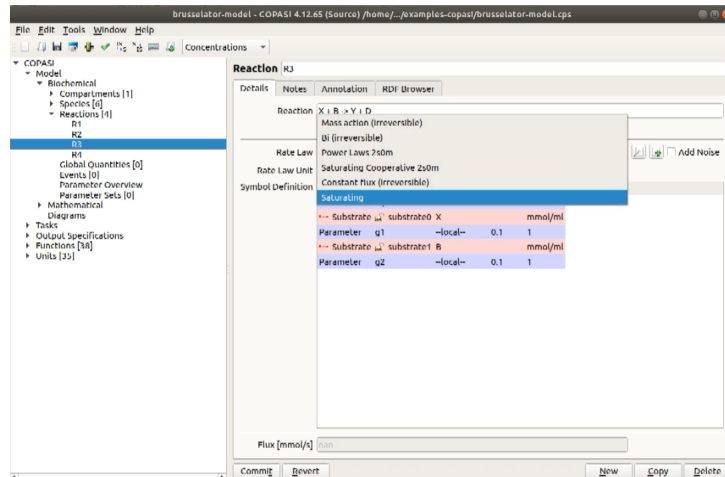 brusselator-model - COPASI 4.12.65 (Source) /home/.../examples-copasi/brusselator-model.cps
File Edit Tools Window Help
Concentrations
COPASI
Model
Biochemical
Compartments [1]
Species [6]
Reactions [4]
R1
R2
R3
R4
Global Quantities [0]
Events [0]
Parameter Overview
Parameter Sets [0]
Mathematical
Diagrams
Tasks
Output Specifications
Functions [38]
Units [35]
Reaction R3
Details Notes Annotation RDF Browser
Reaction X + B -> Y + D
Mass action (irreversible)
Bi (irreversible)
Rate Law Power Laws 2s0m Add Noise
Rate Law Unit Saturating Cooperative 2s0m
Constant flux (irreversible)
Symbol Definition
Saturating
Substrate substrate0 X mmol/ml
Parameter g1 --local-- 0.1 1
Substrate substrate1 B mmol/ml
Parameter g2 --local-- 0.1 1
Flux [mmol/s] nan
Commit Revert New Copy Delete